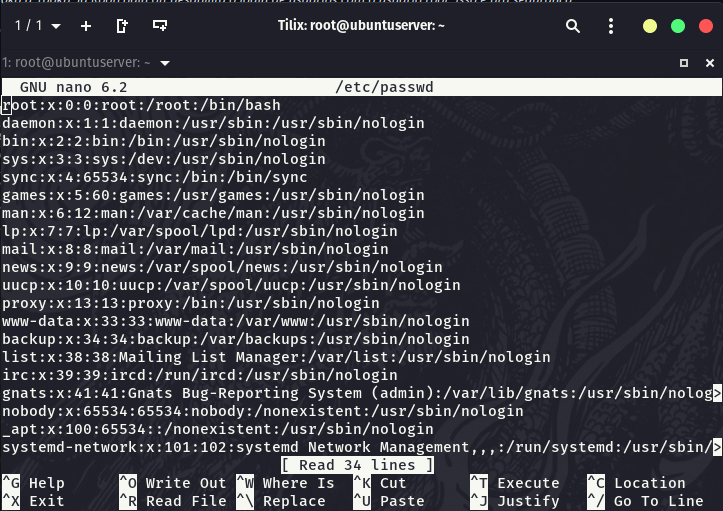 1 / 1
Tilix: root@ubuntuserver: ~
1: root@ubuntuserver: ~
GNU nano 6.2 /etc/passwd
root:x:0:0:root:/root:/bin/bash
daemon:x:1:1:daemon:/usr/sbin:/usr/sbin/nologin
bin:x:2:2:bin:/bin:/usr/sbin/nologin
sys:x:3:3:sys:/dev:/usr/sbin/nologin
sync:x:4:65534:sync:/bin:/bin/sync
games:x:5:60:games:/usr/games:/usr/sbin/nologin
man:x:6:12:man:/var/cache/man:/usr/sbin/nologin
lp:x:7:7:lp:/var/spool/lpd:/usr/sbin/nologin
mail:x:8:8:mail:/var/mail:/usr/sbin/nologin
news:x:9:9:news:/var/spool/news:/usr/sbin/nologin
uucp:x:10:10:uucp:/var/spool/uucp:/usr/sbin/nologin
proxy:x:13:13:proxy:/bin:/usr/sbin/nologin
www-data:x:33:33:www-data:/var/www:/usr/sbin/nologin
backup:x:34:34:backup:/var/backups:/usr/sbin/nologin
list:x:38:38:Mailing List Manager:/var/list:/usr/sbin/nologin
irc:x:39:39:ircd:/run/ircd:/usr/sbin/nologin
gnats:x:41:41:Gnats Bug-Reporting System (admin):/var/lib/gnats:/usr/sbin/nolog>
nobody:x:65534:65534:nobody:/nonexistent:/usr/sbin/nologin
_apt:x:100:65534::/nonexistent:/usr/sbin/nologin
systemd-network:x:101:102:systemd Network Management,,,:/run/systemd:/usr/sbin/>
[ Read 34 lines ]
^G Help ^O Write Out ^W Where Is ^K Cut ^T Execute ^C Location
^X Exit ^R Read File ^\ Replace ^U Paste ^J Justify ^/ Go To Line